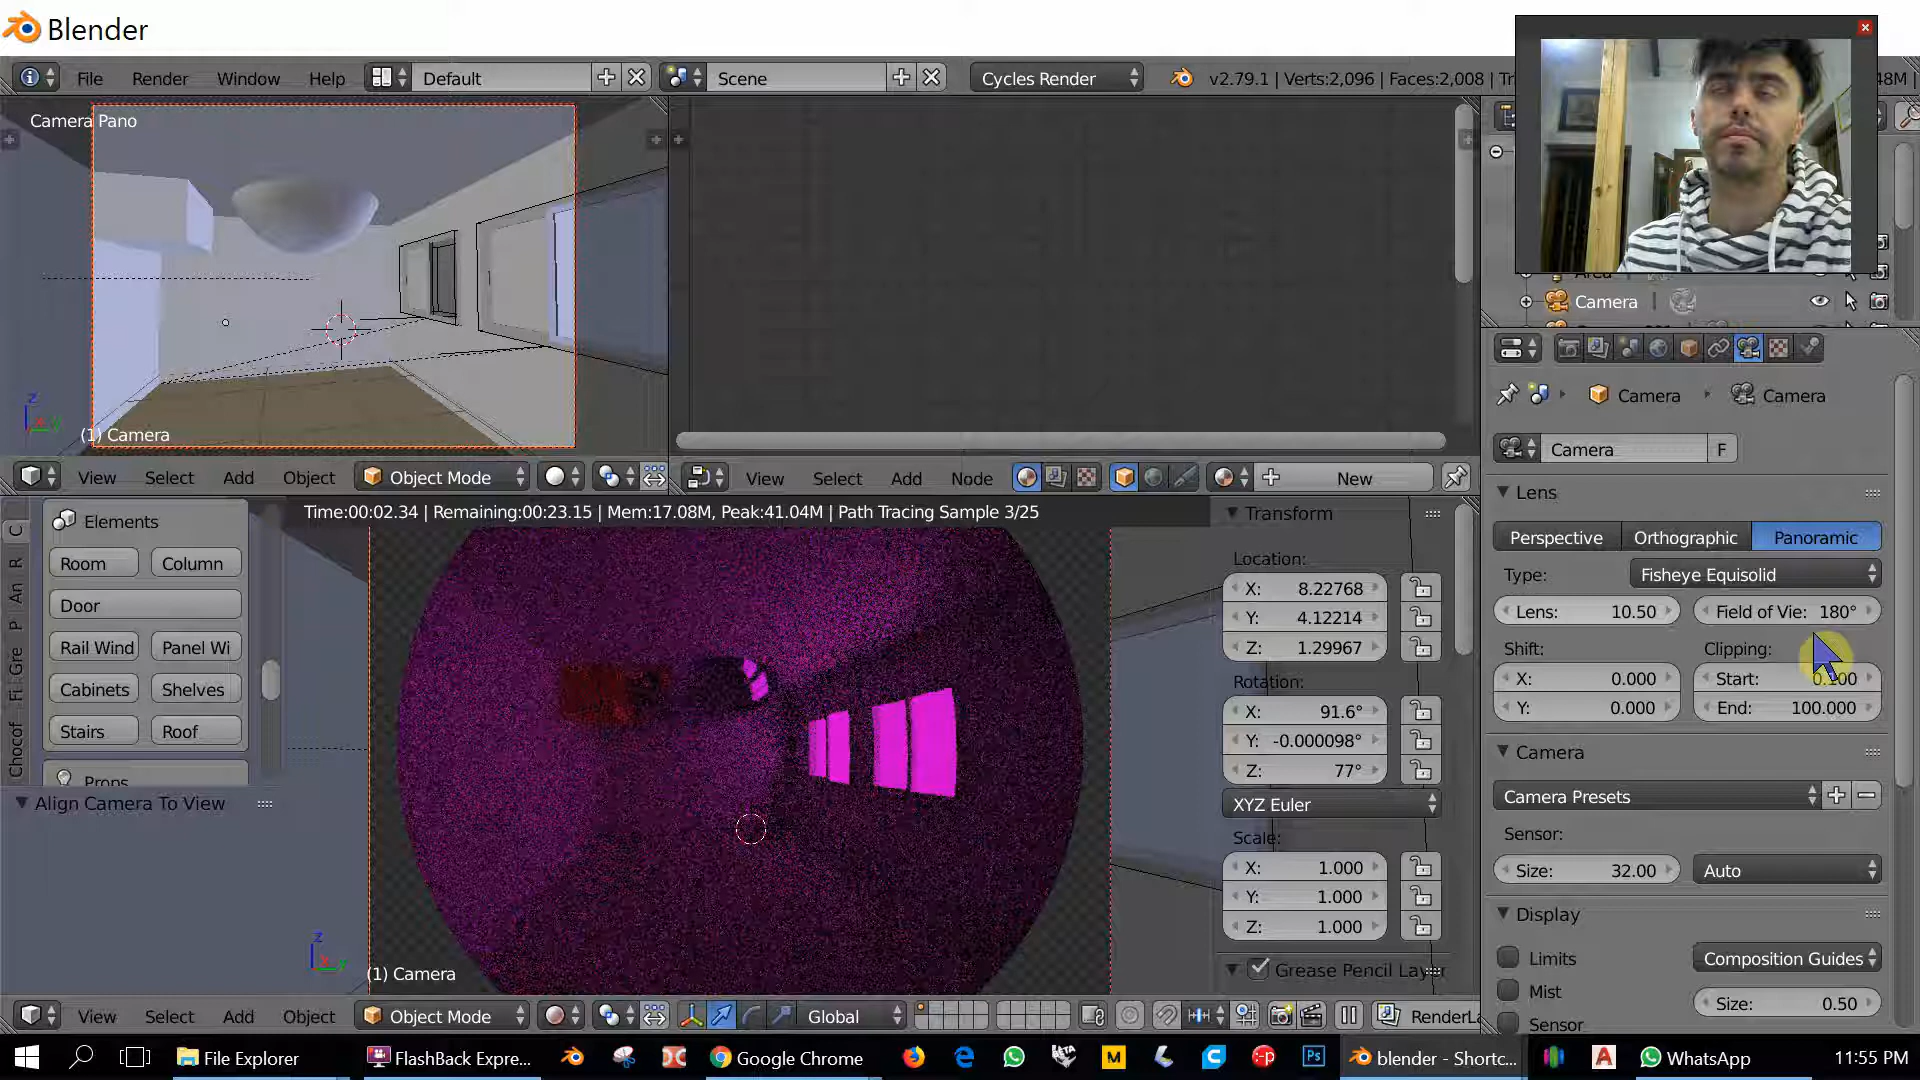 Blender
File Render Window Help Default Scene Cycles Render v2.79.1 | Verts:2,096 | Faces:2,008 |
Camera Pano
(1) Camera
View Select Add Object Object Mode
View Select Add Node New
Camera
Camera Camera
Camera F
Lens
Perspective Orthographic Panoramic
Type: Fisheye Equisolid
Lens: 10.50 Field of Vie: 180°
Shift: Clipping:
X: 0.000 Start: 0.100
Y: 0.000 End: 100.000
Camera
Camera Presets
Sensor:
Size: 32.00 Auto
Display
Limits Composition Guides
Mist
Size: 0.50
Sensor
Elements
Room Column
Door
Rail Wind Panel Wi
Cabinets Shelves
Stairs Roof
Props
Align Camera To View
C
R
An
P
Gre
Fi
Chocof
Time:00:02.34 | Remaining:00:23.15 | Mem:17.08M, Peak:41.04M | Path Tracing Sample 3/25
(1) Camera
Transform
Location:
X: 8.22768
Y: 4.12214
Z: 1.29967
Rotation:
X: 91.6°
Y: -0.000098°
Z: 77°
XYZ Euler
Scale:
X: 1.000
Y: 1.000
Z: 1.000
Grease Pencil Laye
View Select Add Object Object Mode Global RenderLa
File Explorer FlashBack Expre... Google Chrome blender - Shortc... WhatsApp 11:55 PM